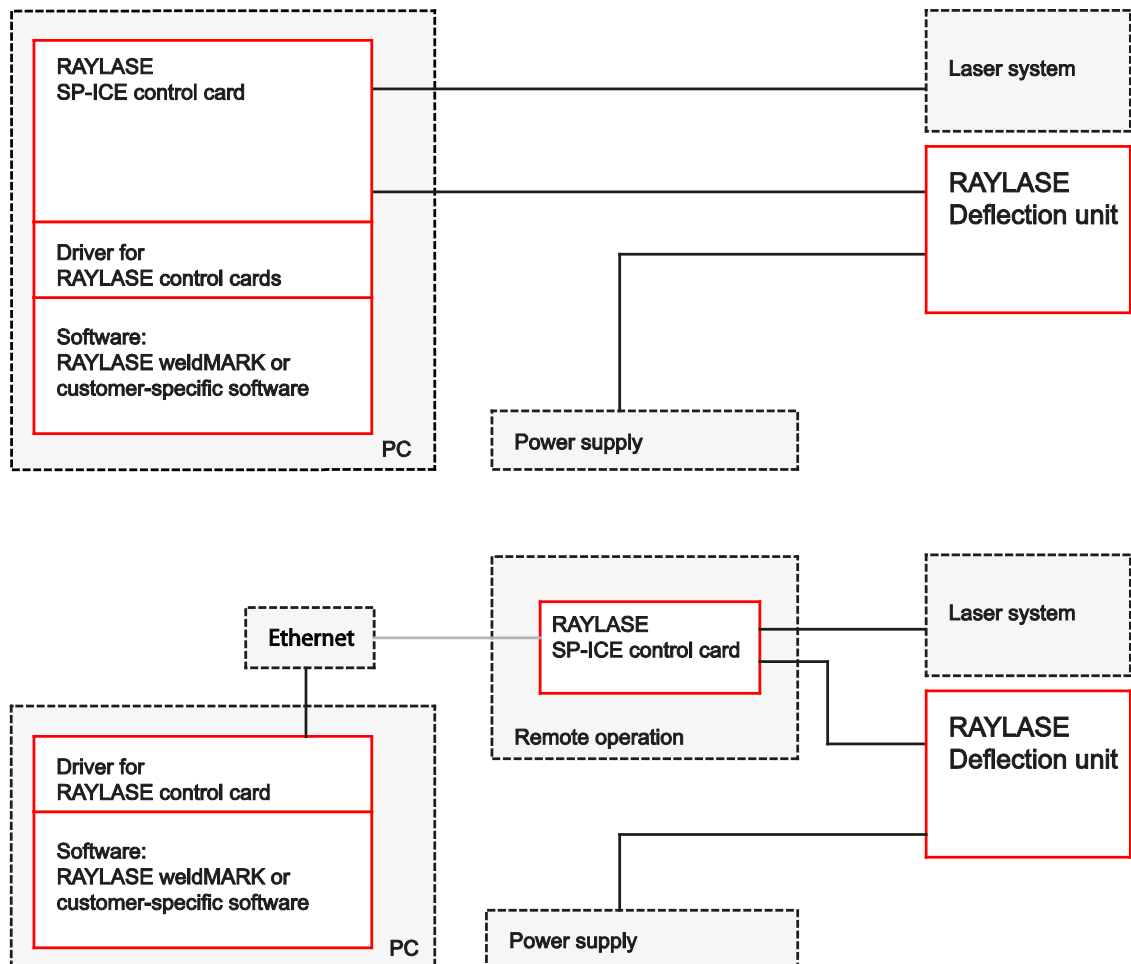 RAYLASE
SP-ICE control card
Laser system
RAYLASE
Deflection unit
Driver for
RAYLASE control cards
Software:
RAYLASE weldMARK or
customer-specific software
PC
Power supply
Ethernet
RAYLASE
SP-ICE control card
Remote operation
Laser system
RAYLASE
Deflection unit
Driver for
RAYLASE control card
Software:
RAYLASE weldMARK or
customer-specific software
PC
Power supply